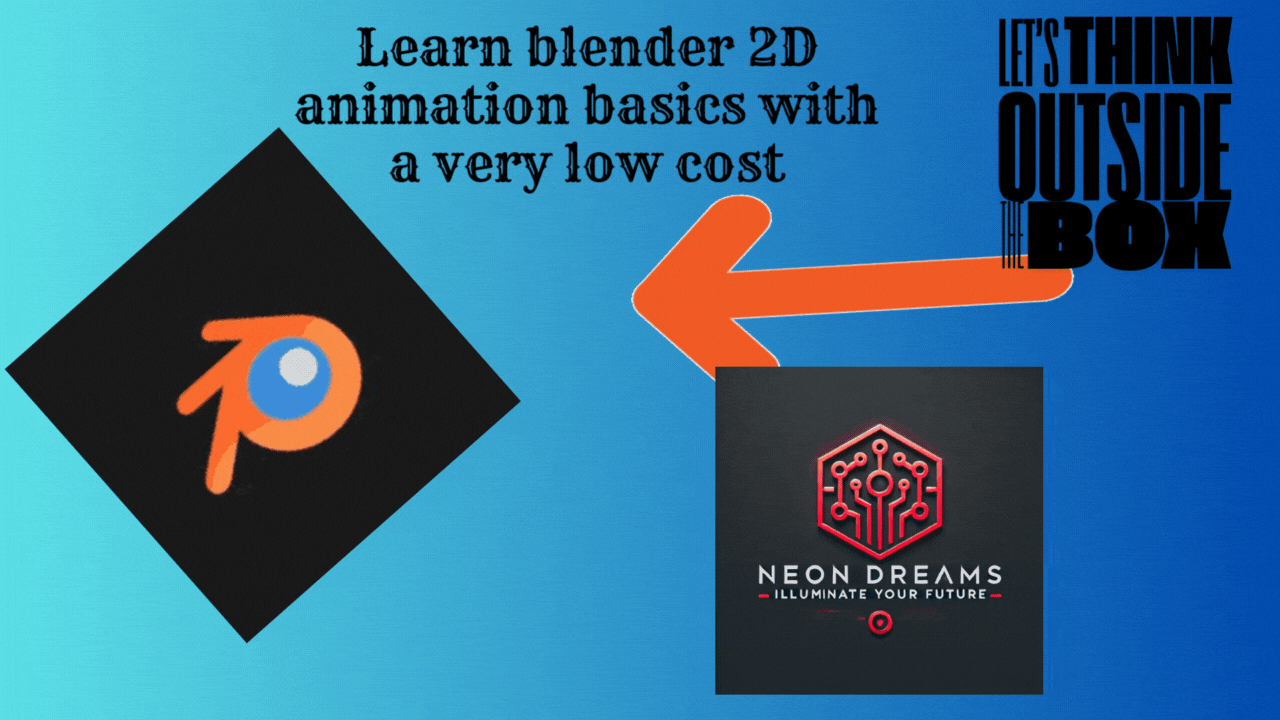 Learn blender 2D
animation basics with
a very low cost
LET'S THINK
OUTSIDE
THE BOX
NEON DREAMS
ILLUMINATE YOUR FUTURE